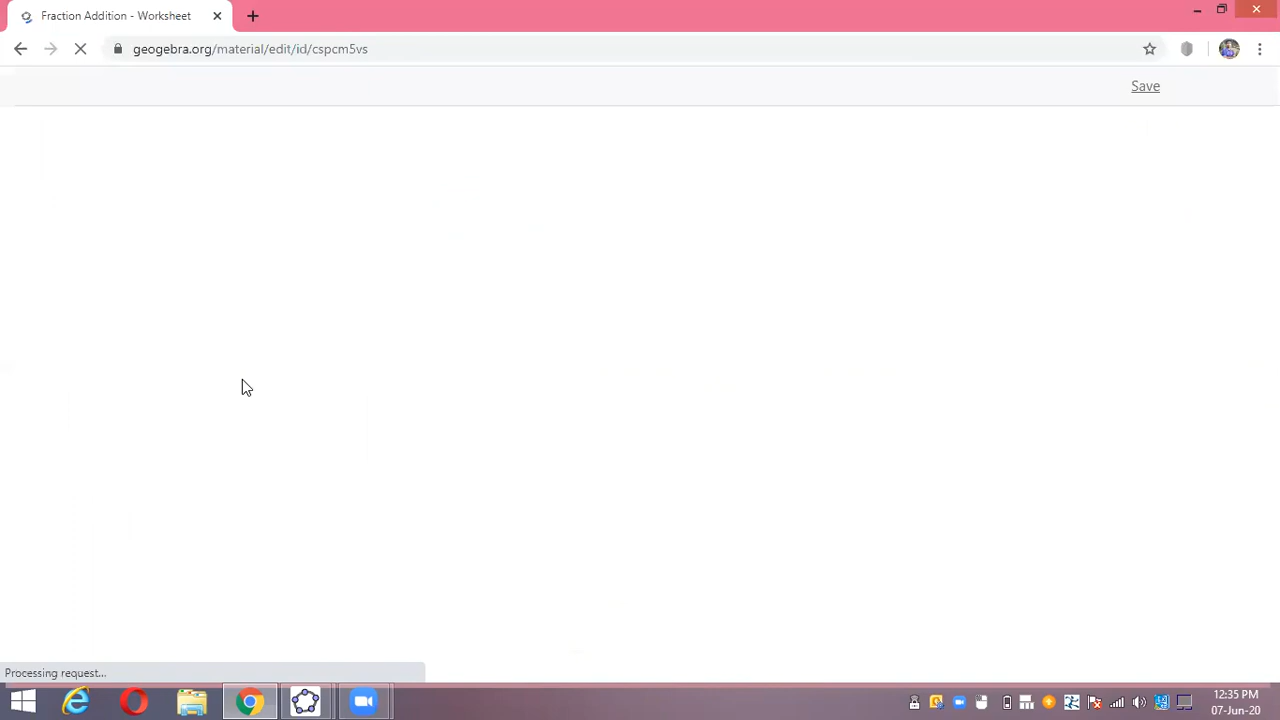 Fraction Addition - Worksheet
geogebra.org/material/edit/id/cspcm5vs
Save
Processing request...
12:35 PM
07-Jun-20